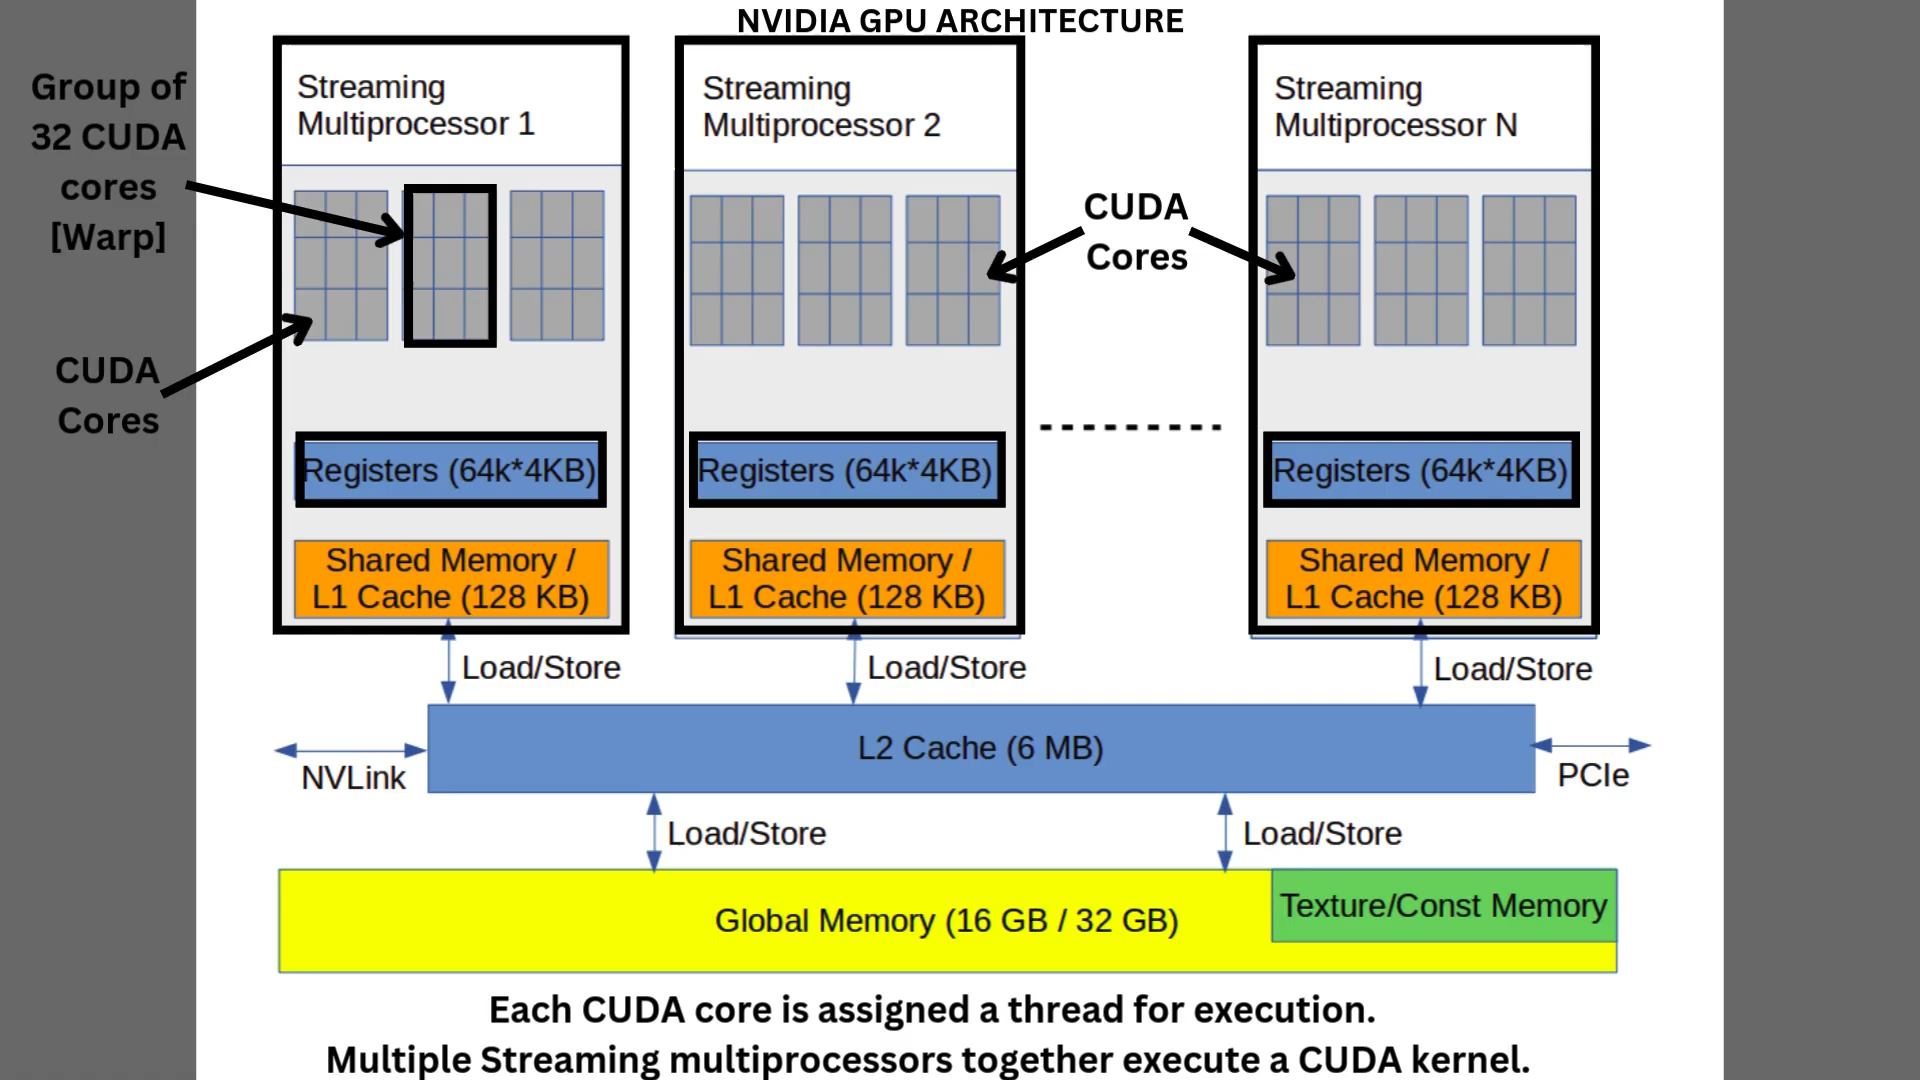 NVIDIA GPU ARCHITECTURE
Group of
32 CUDA
cores
[Warp]
CUDA
Cores
Streaming
Multiprocessor 1
Registers (64k*4KB)
Shared Memory /
L1 Cache (128 KB)
Streaming
Multiprocessor 2
Registers (64k*4KB)
Shared Memory /
L1 Cache (128 KB)
CUDA
Cores
Streaming
Multiprocessor N
Registers (64k*4KB)
Shared Memory /
L1 Cache (128 KB)
Load/Store
Load/Store
Load/Store
NVLink
L2 Cache (6 MB)
PCIe
Load/Store
Load/Store
Global Memory (16 GB / 32 GB)
Texture/Const Memory
Each CUDA core is assigned a thread for execution.
Multiple Streaming multiprocessors together execute a CUDA kernel.